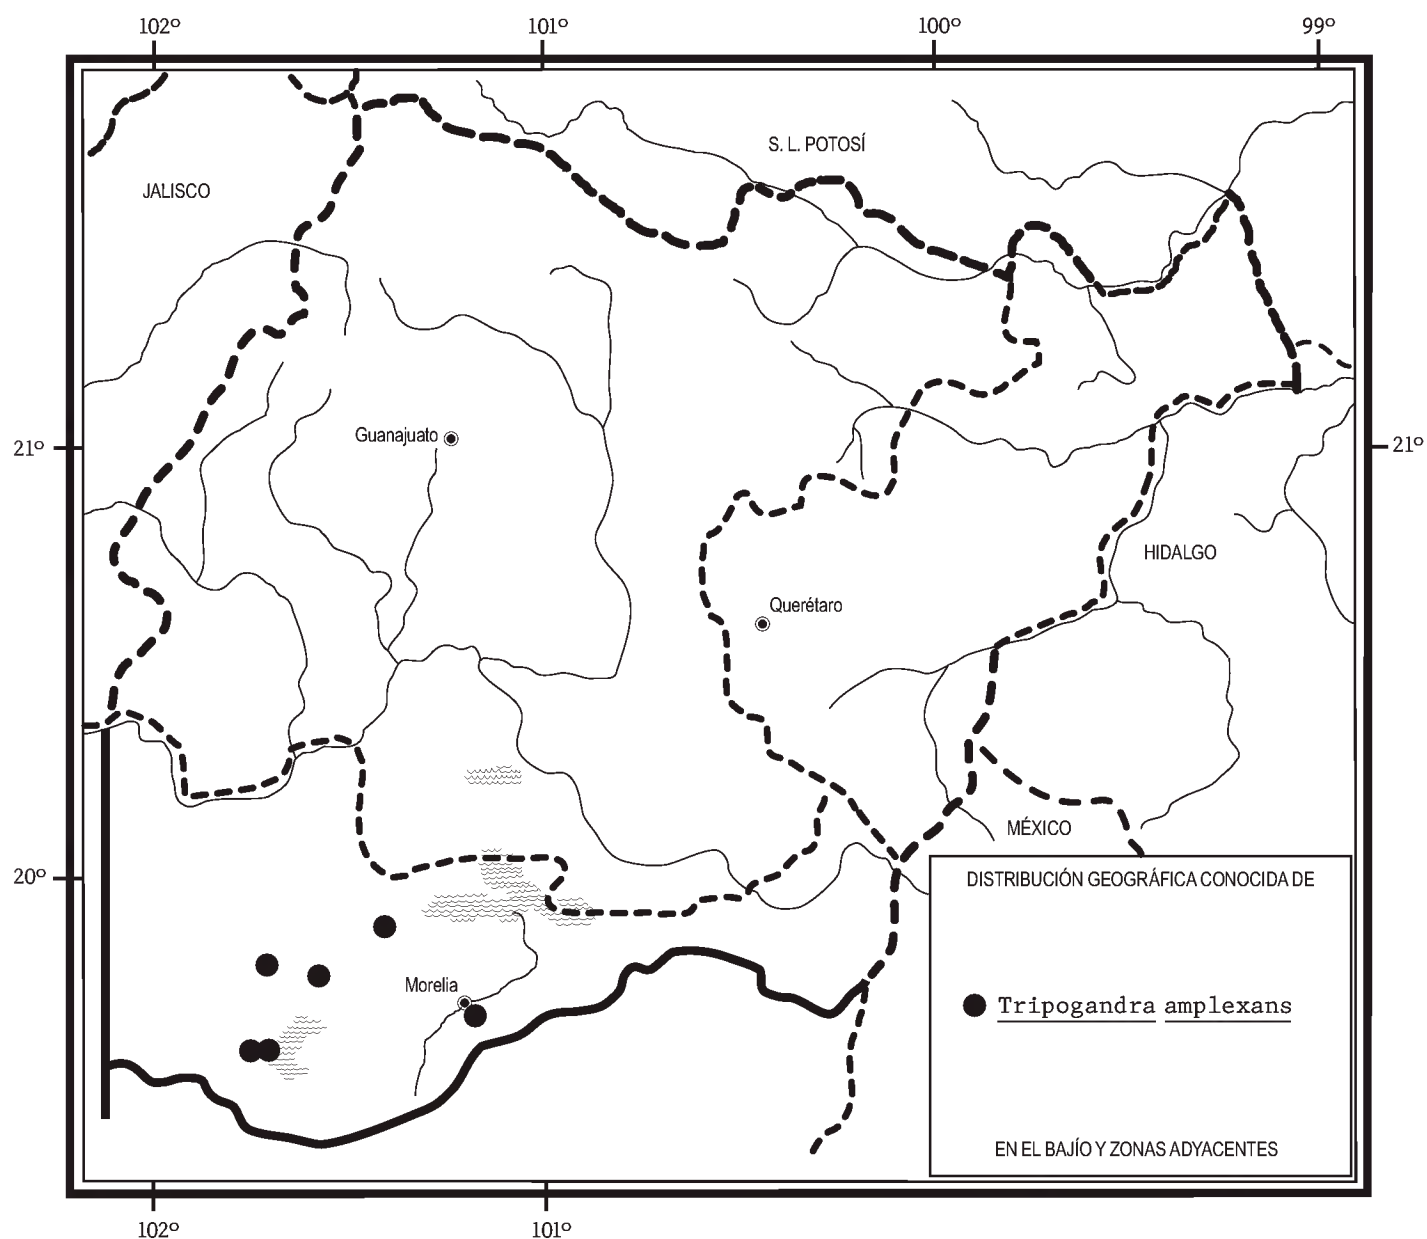 102º 101º 100º 99º
S. L. POTOSÍ
JALISCO
Guanajuato
21º 21º
HIDALGO
Querétaro
MÉXICO
20º
DISTRIBUCIÓN GEOGRÁFICA CONOCIDA DE
Morelia
Tripogandra amplexans
EN EL BAJÍO Y ZONAS ADYACENTES
102º 101º